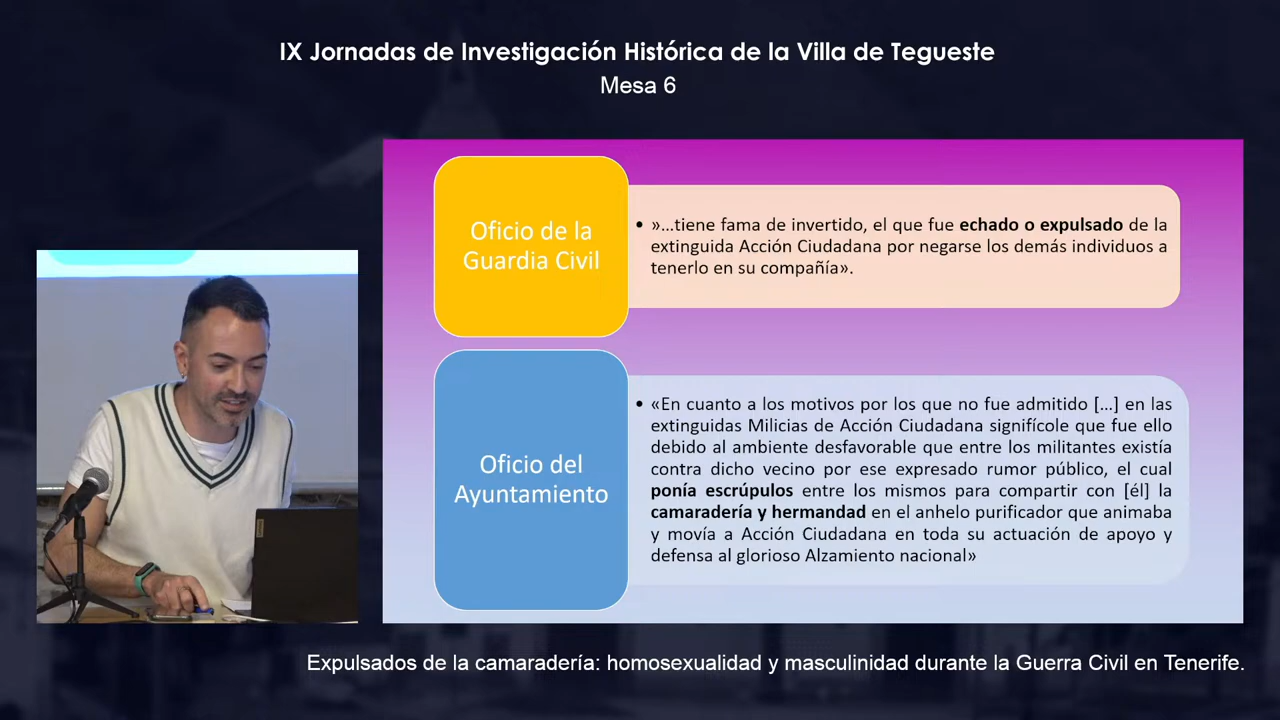 IX Jornadas de Investigación Histórica de la Villa de Tegueste
Mesa 6
Oficio de la
Guardia Civil
• »...tiene fama de invertido, el que fue echado o expulsado de la
extinguida Acción Ciudadana por negarse los demás individuos a
tenerlo en su compañía».
Oficio del
Ayuntamiento
• «En cuanto a los motivos por los que no fue admitido [...] en las
extinguidas Milicias de Acción Ciudadana signifícole que fue ello
debido al ambiente desfavorable que entre los militantes existía
contra dicho vecino por ese expresado rumor público, el cual
ponía escrúpulos entre los mismos para compartir con [él] la
camaradería y hermandad en el anhelo purificador que animaba
y movía a Acción Ciudadana en toda su actuación de apoyo y
defensa al glorioso Alzamiento nacional»
Expulsados de la camaradería: homosexualidad y masculinidad durante la Guerra Civil en Tenerife.